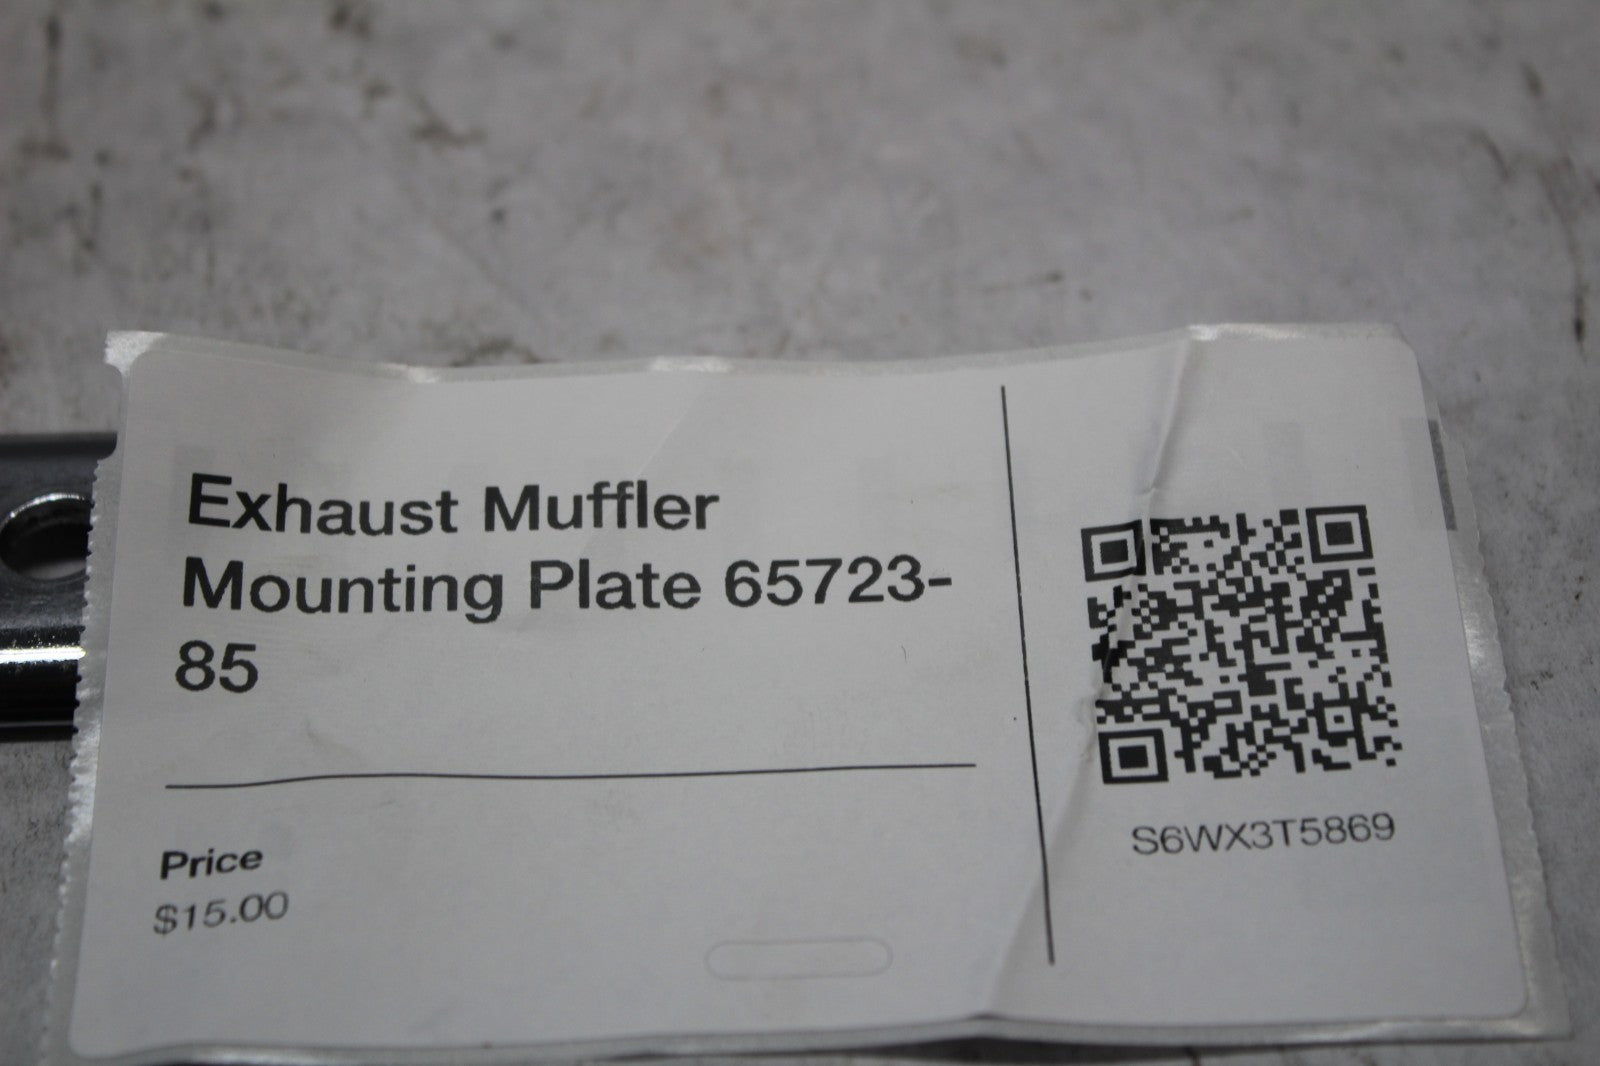 Exhaust Muffler
Mounting Plate 65723-
85
Price
$15.00
S6WX3T5869